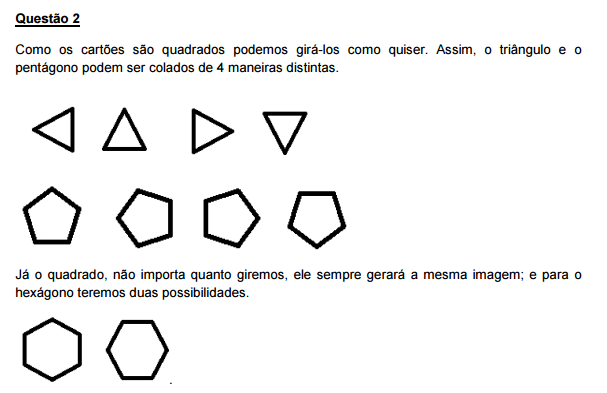 Questão 2
Como os cartões são quadrados podemos girá-los como quiser. Assim, o triângulo e o
pentágono podem ser colados de 4 maneiras distintas.
Já o quadrado, não importa quanto giremos, ele sempre gerará a mesma imagem; e para o
hexágono teremos duas possibilidades.
.